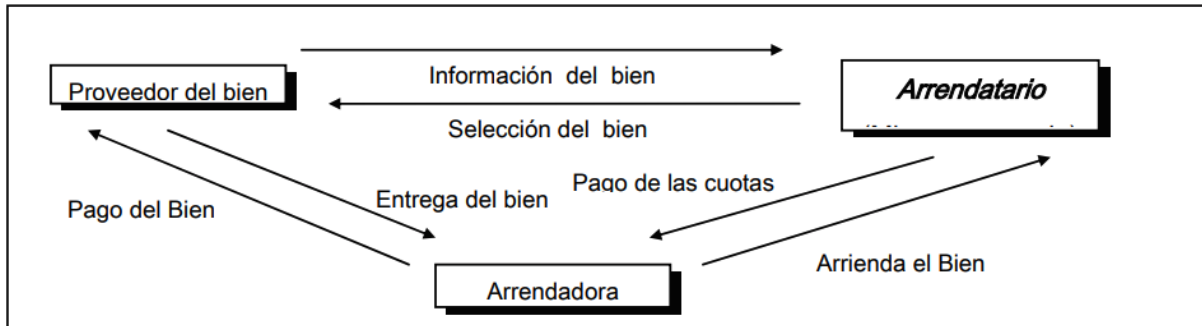 Información del bien
Proveedor del bien
Arrendatario
Selección del bien
Pago de las cuotas
Entrega del bien
Pago del Bien
Arrienda el Bien
Arrendadora